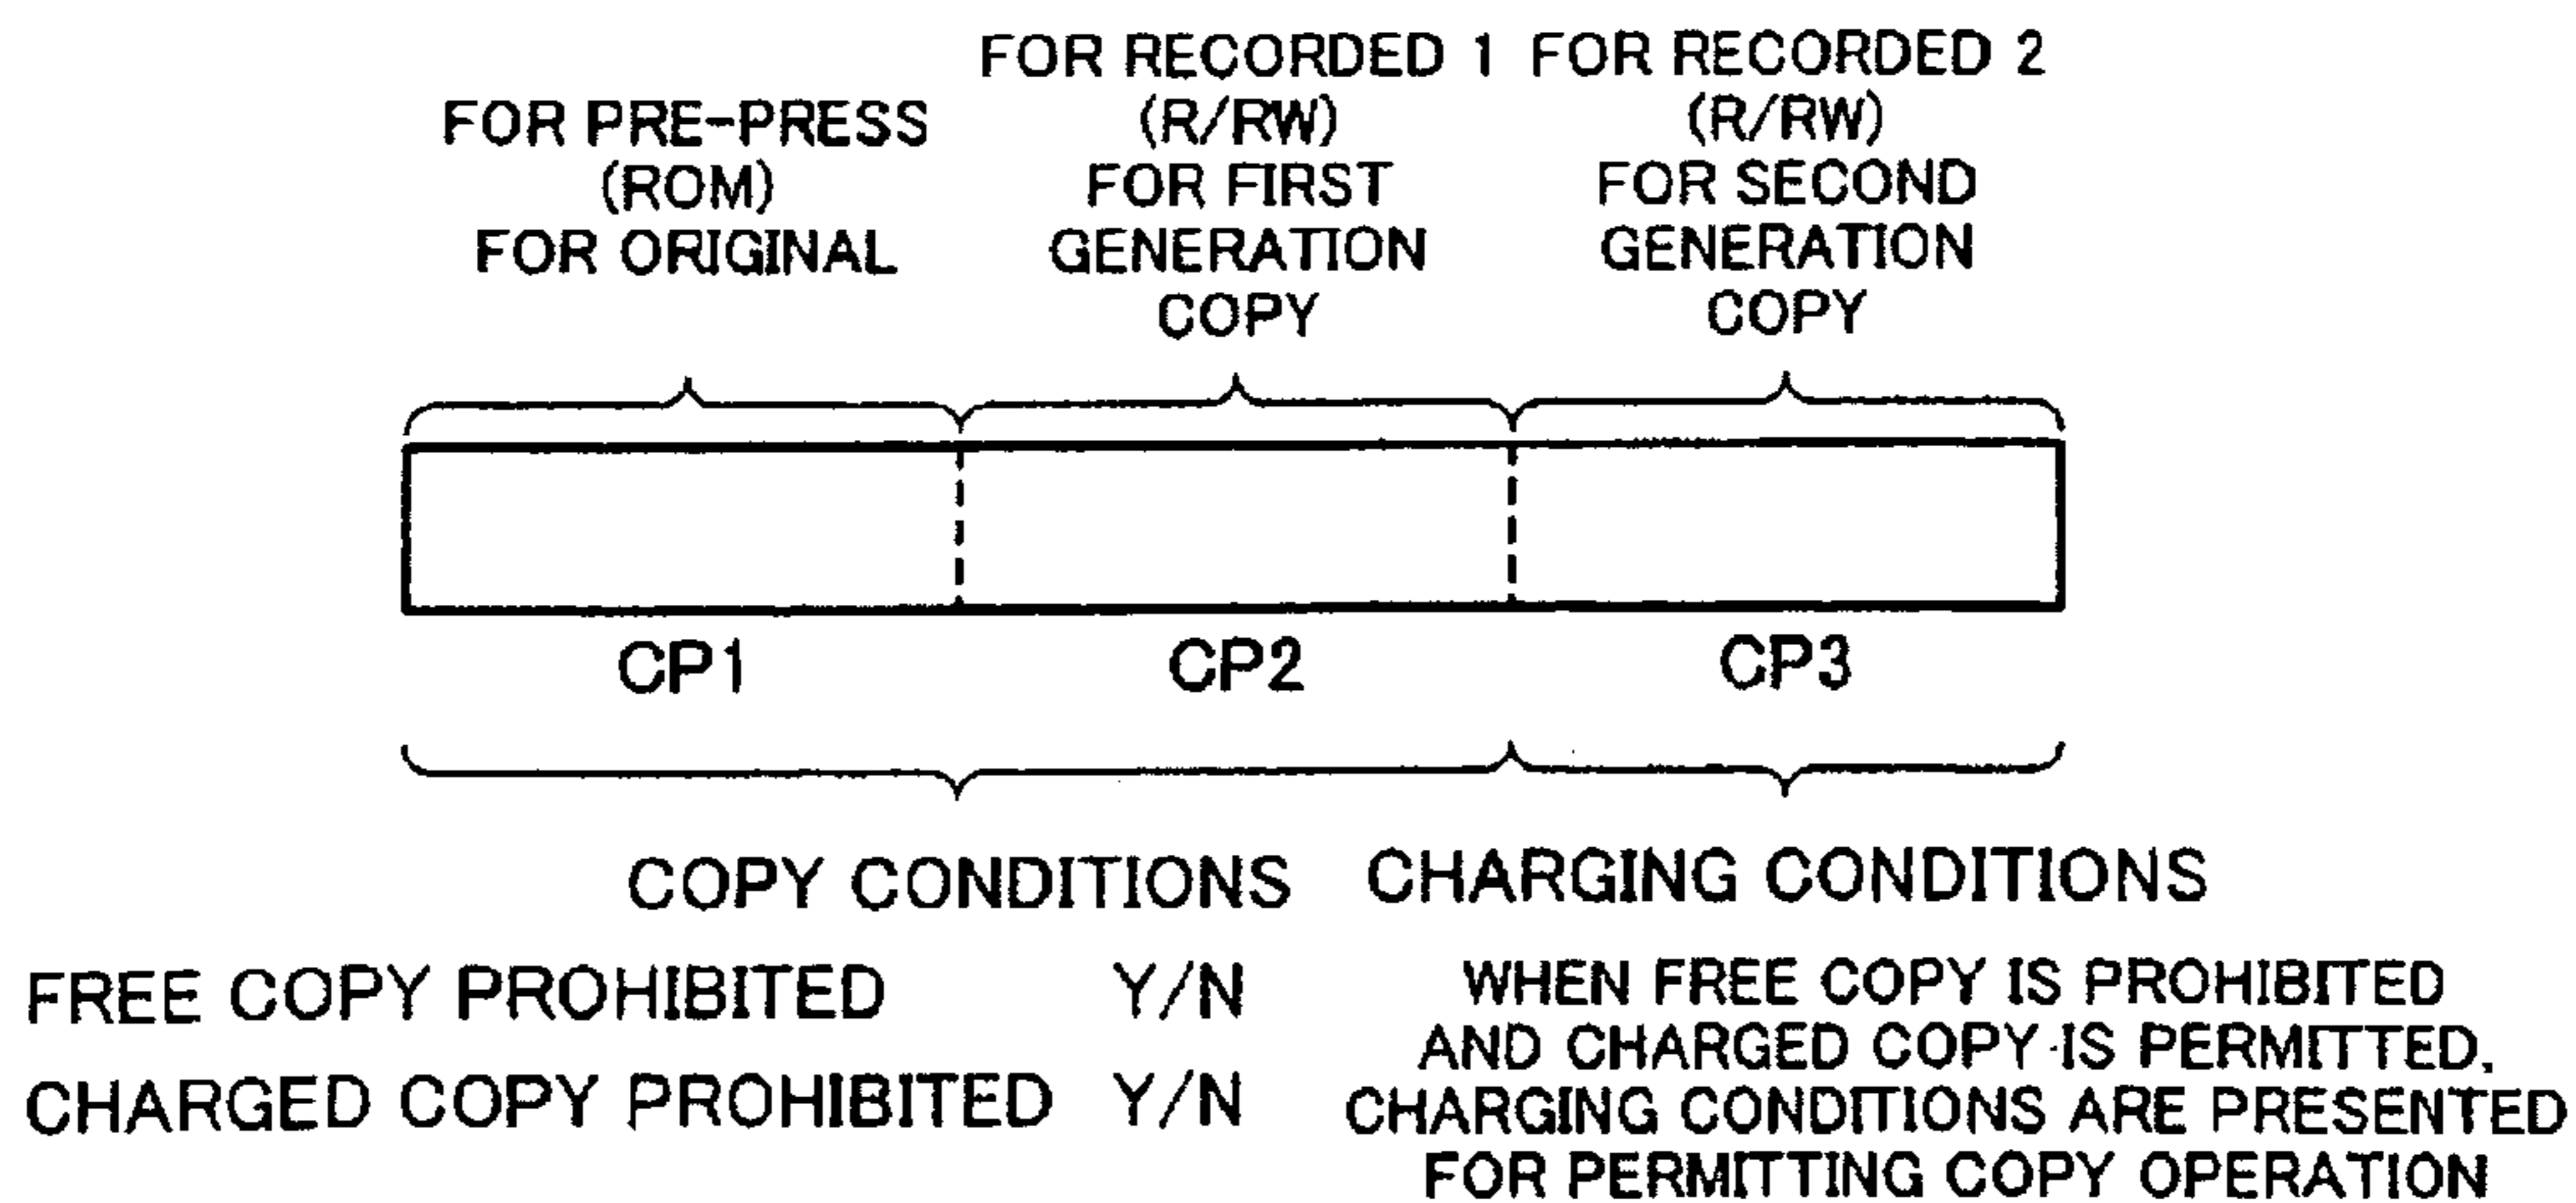 FOR PRE-PRESS
(ROM)
FOR ORIGINAL
FOR RECORDED 1
(R/RW)
FOR FIRST
GENERATION
COPY
FOR RECORDED 2
(R/RW)
FOR SECOND
GENERATION
COPY
CP1
CP2
CP3
COPY CONDITIONS
FREE COPY PROHIBITED Y/N
CHARGED COPY PROHIBITED Y/N
CHARGING CONDITIONS
WHEN FREE COPY IS PROHIBITED
AND CHARGED COPY IS PERMITTED,
CHARGING CONDITIONS ARE PRESENTED
FOR PERMITTING COPY OPERATION